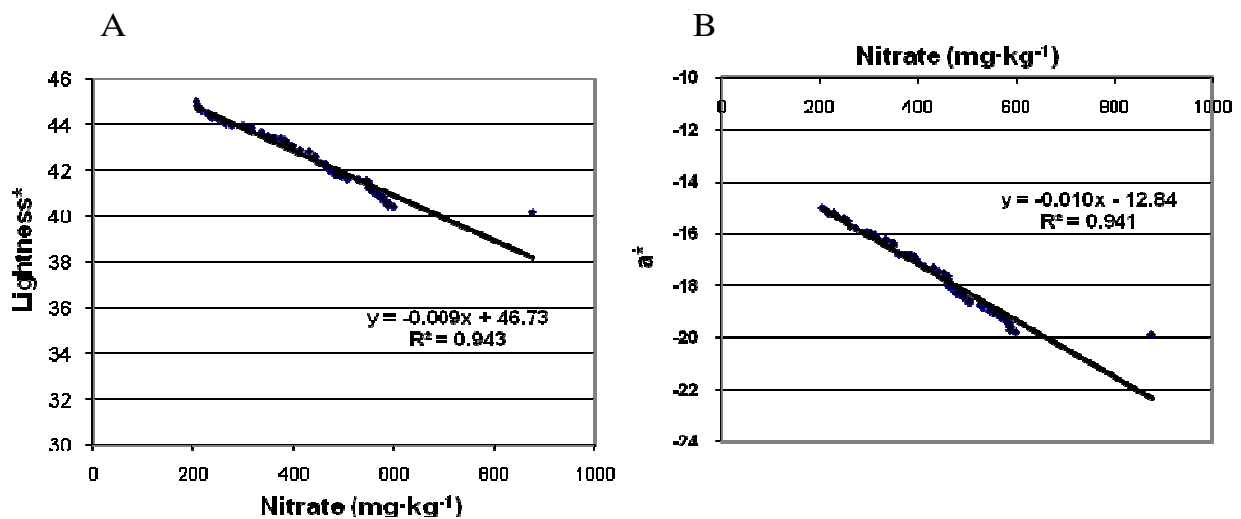 A
46
44
42
40
38
36
34
32
30
Lightness*
y = -0.009x + 46.73
R² = 0.943
0 200 400 600 800 1000
Nitrate (mg·kg⁻¹)
B
Nitrate (mg·kg⁻¹)
0 200 400 600 800 1000
-10
-12
-14
-16
-18
-20
-22
-24
a*
y = -0.010x - 12.84
R² = 0.941